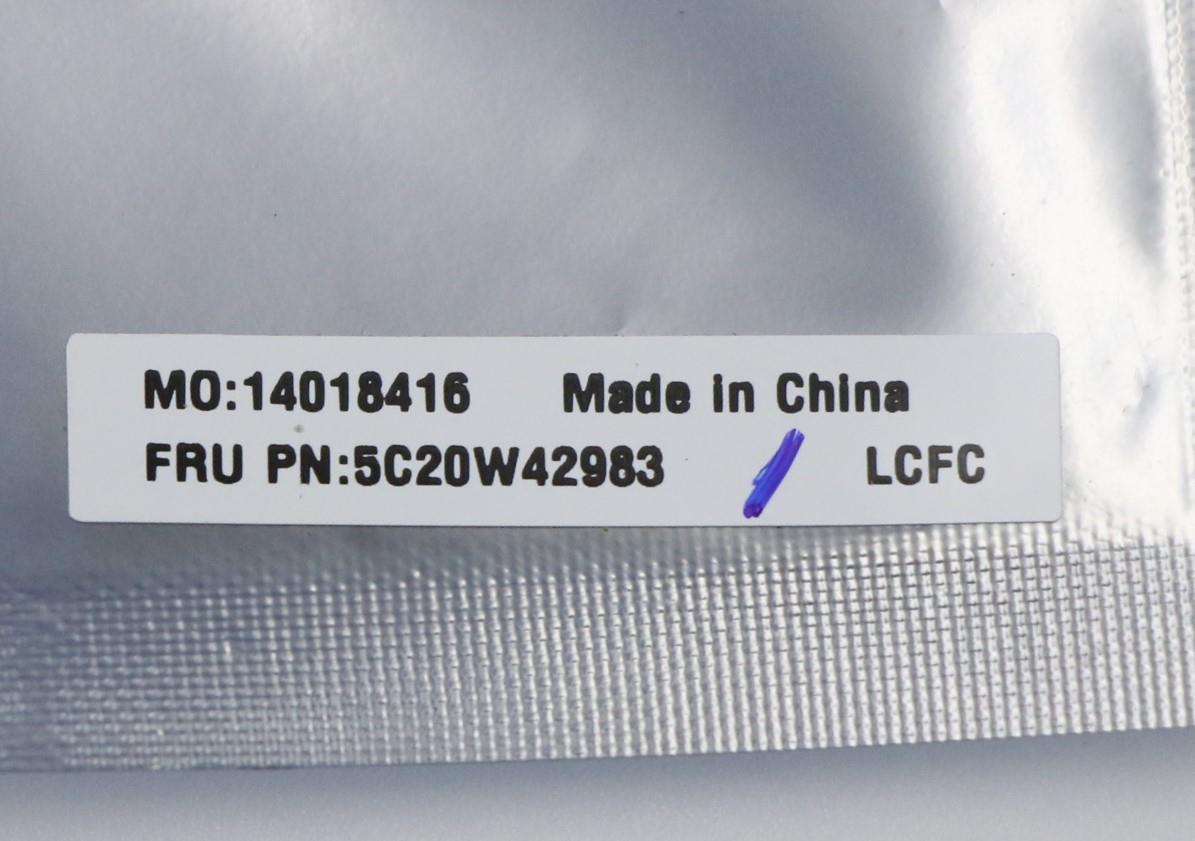 MO:14018416 Made in China
FRU PN:5C20W42983 LCFC